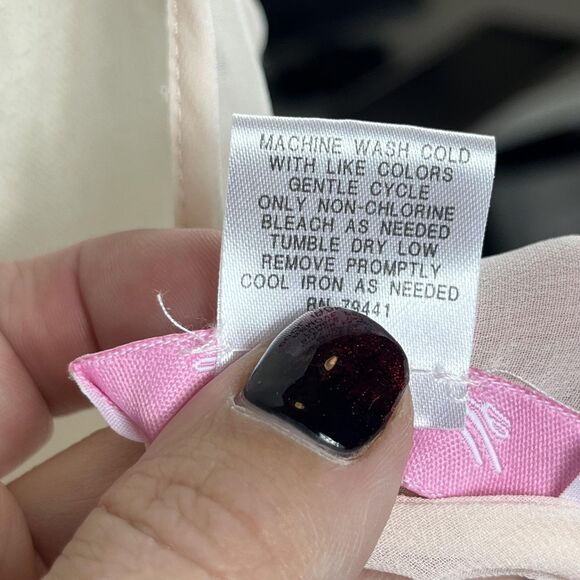 MACHINE WASH COLD
WITH LIKE COLORS
GENTLE CYCLE
ONLY NON-CHLORINE
BLEACH AS NEEDED
TUMBLE DRY LOW
REMOVE PROMPTLY
COOL IRON AS NEEDED
RN 79441